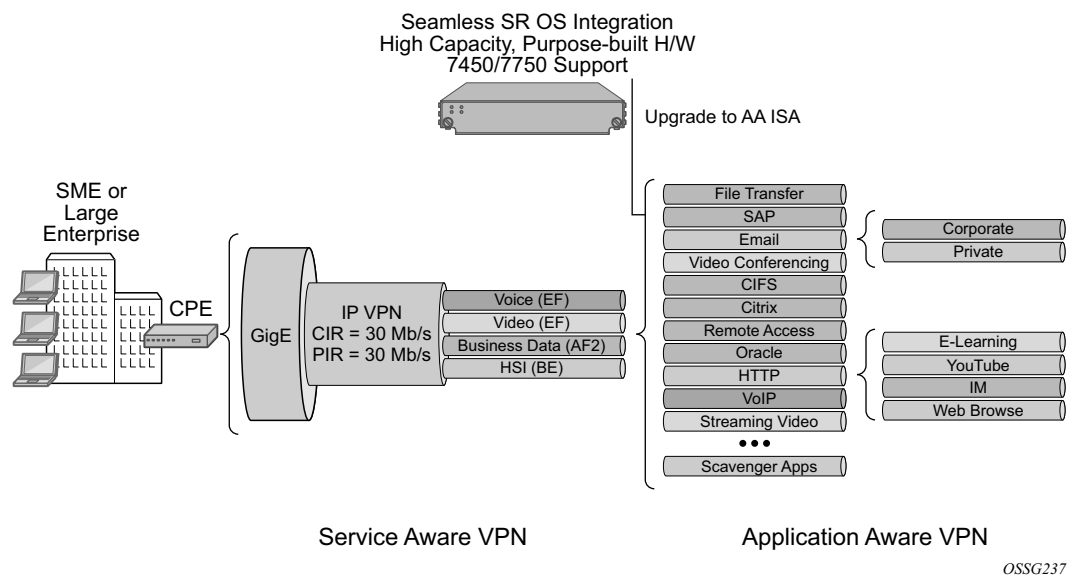 Seamless SR OS Integration
High Capacity, Purpose-built H/W
7450/7750 Support
Upgrade to AA ISA
SME or
Large
Enterprise
CPE
GigE
IP VPN
CIR = 30 Mb/s
PIR = 30 Mb/s
Voice (EF)
Video (EF)
Business Data (AF2)
HSI (BE)
File Transfer
SAP
Email
Video Conferencing
CIFS
Citrix
Remote Access
Oracle
HTTP
VoIP
Streaming Video
•••
Scavenger Apps
Corporate
Private
E-Learning
YouTube
IM
Web Browse
Service Aware VPN
Application Aware VPN
OSSG237